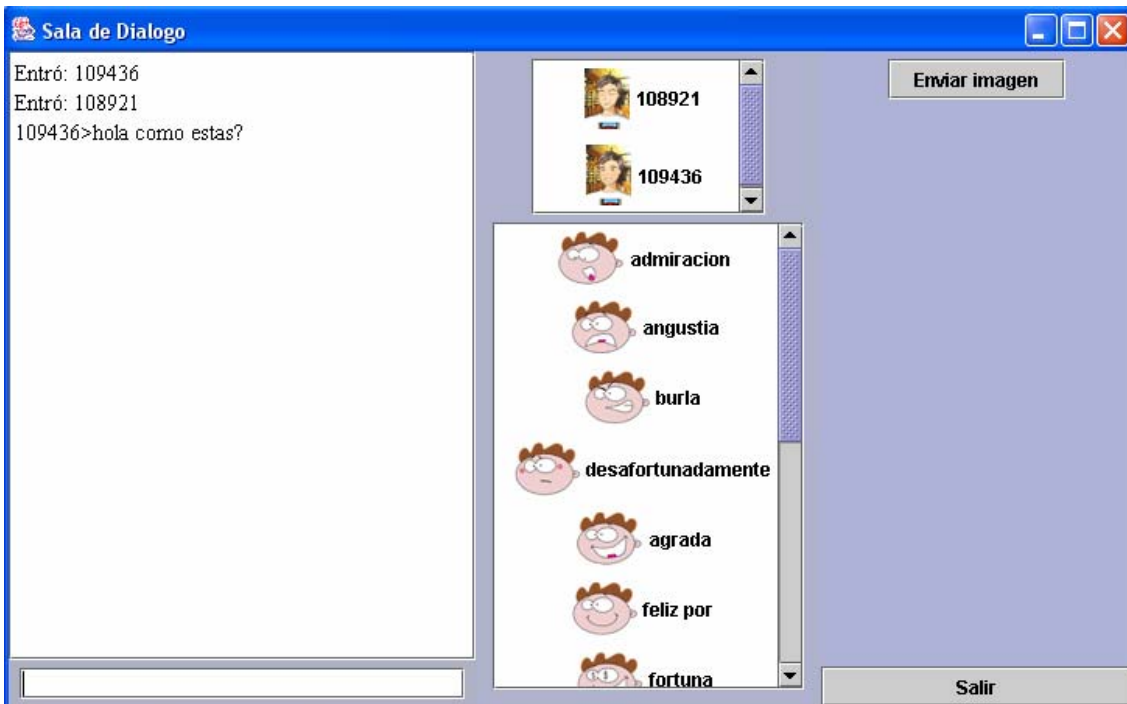 Sala de Dialogo
Entró: 109436
Entró: 108921
109436>hola como estas?
108921
109436
admiracion
angustia
burla
desafortunadamente
agrada
feliz por
fortuna
Enviar imagen
Salir